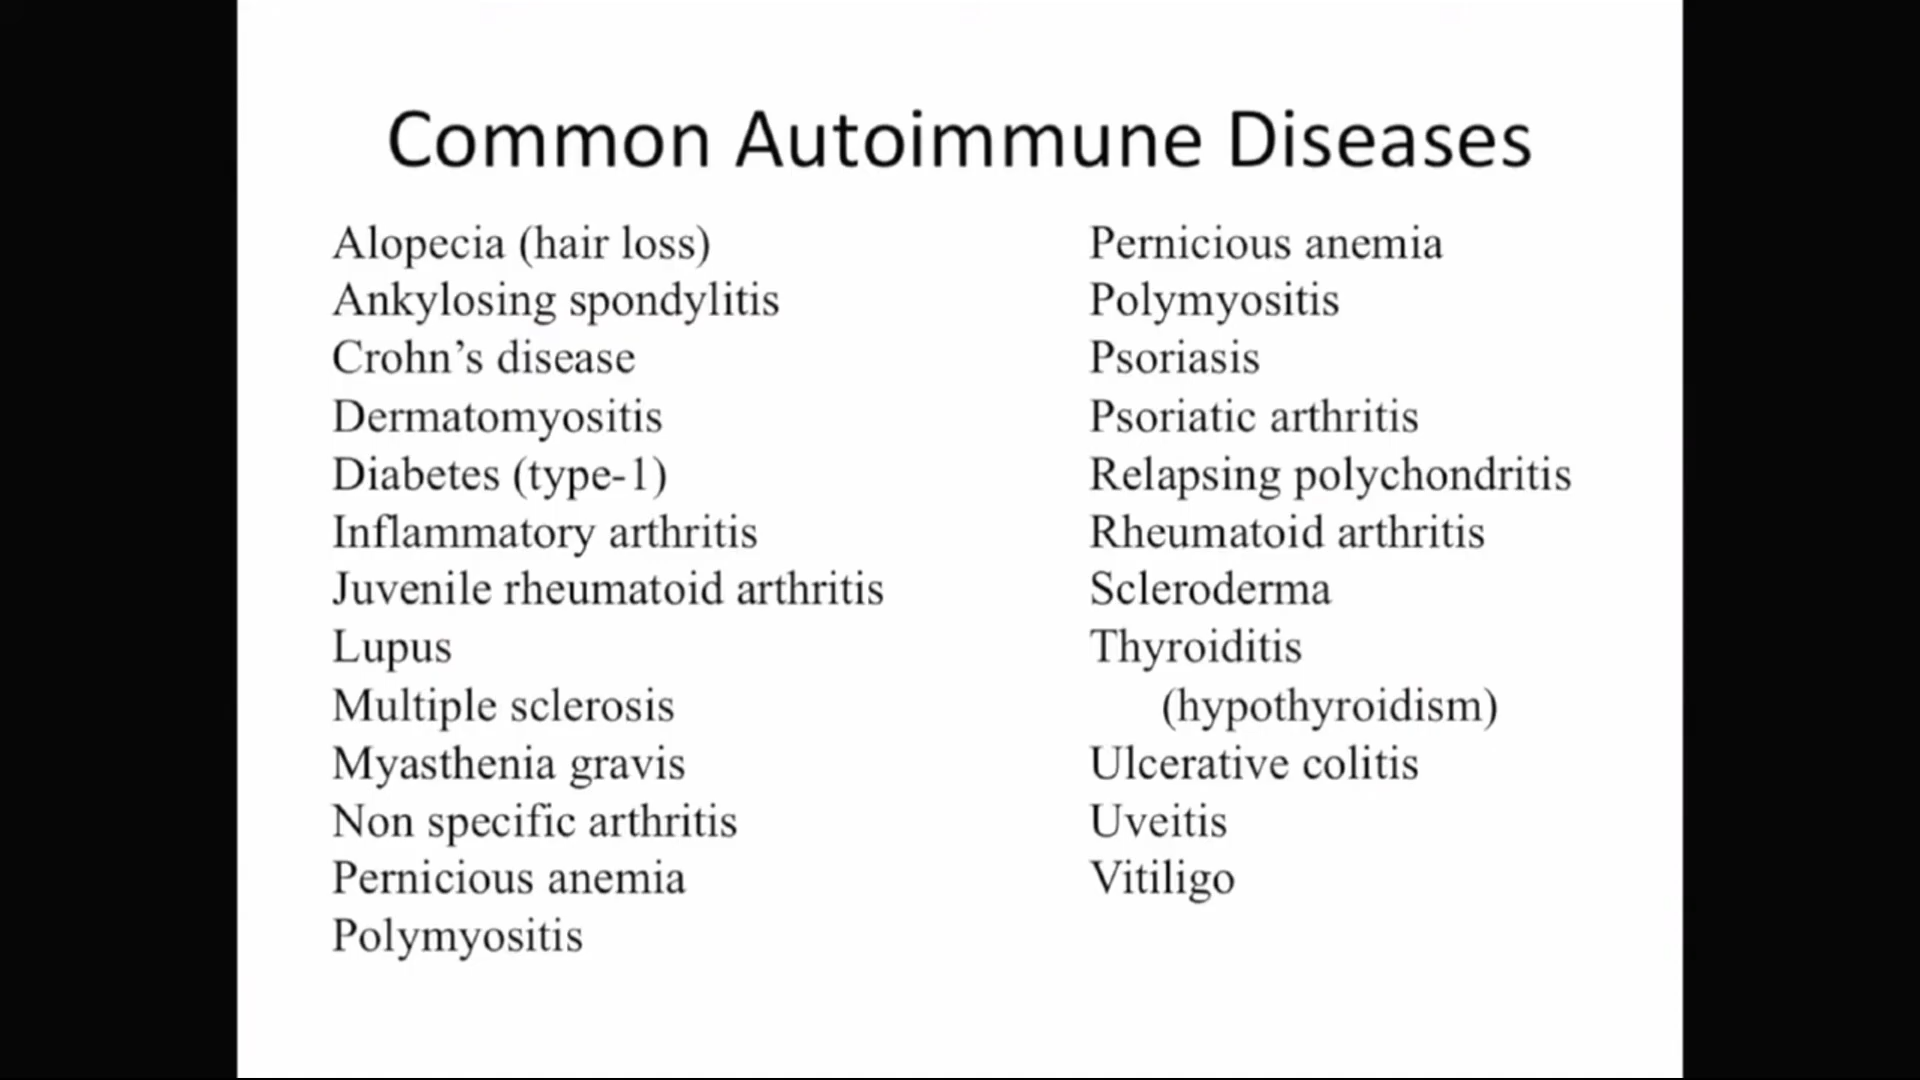 Common Autoimmune Diseases
Alopecia (hair loss)
Ankylosing spondylitis
Crohn’s disease
Dermatomyositis
Diabetes (type-1)
Inflammatory arthritis
Juvenile rheumatoid arthritis
Lupus
Multiple sclerosis
Myasthenia gravis
Non specific arthritis
Pernicious anemia
Polymyositis
Pernicious anemia
Polymyositis
Psoriasis
Psoriatic arthritis
Relapsing polychondritis
Rheumatoid arthritis
Scleroderma
Thyroiditis
(hypothyroidism)
Ulcerative colitis
Uveitis
Vitiligo